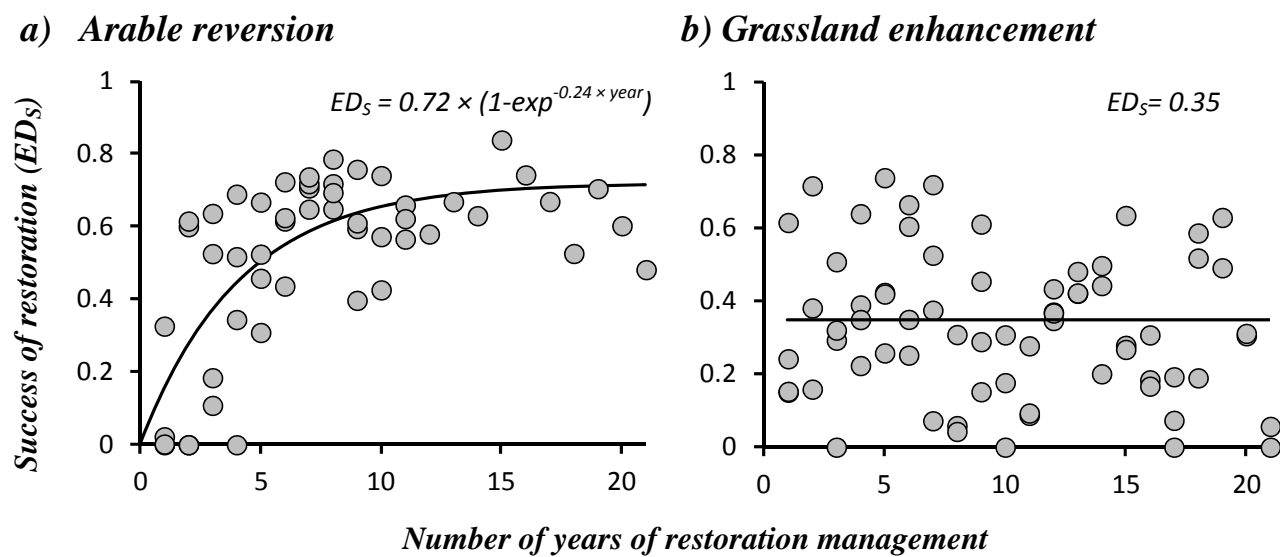 a) Arable reversion
b) Grassland enhancement
Success of restoration (EDS)
1
0.8
0.6
0.4
0.2
0
EDS = 0.72 × (1-exp-0.24 × year)
0 5 10 15 20
1
0.8
0.6
0.4
0.2
0
EDS= 0.35
0 5 10 15 20
Number of years of restoration management